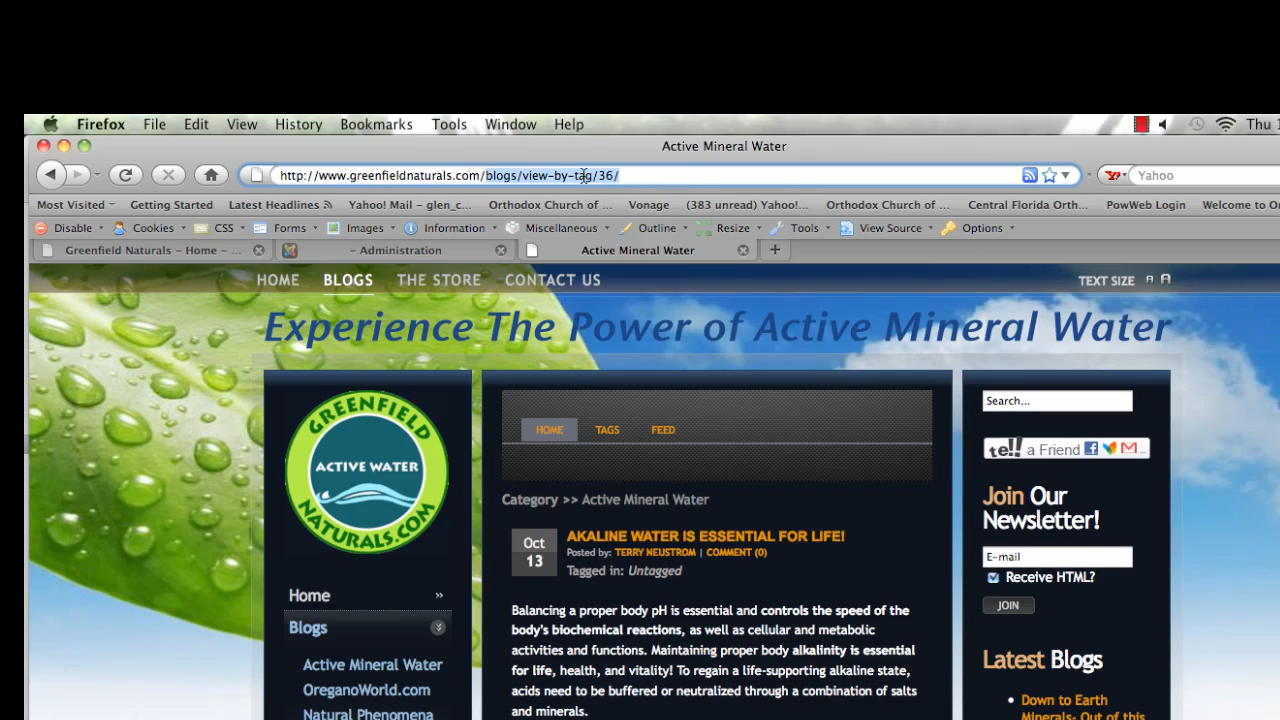 Firefox File Edit View History Bookmarks Tools Window Help Thu 1
Active Mineral Water
http://www.greenfieldnaturals.com/blogs/view-by-tag/36/ Yahoo
Most Visited Getting Started Latest Headlines Yahoo! Mail – glen_c... Orthodox Church of ... Vonage (383 unread) Yahoo!... Orthodox Church of ... Central Florida Orth... PowWeb Login Welcome to Or
Disable Cookies CSS Forms Images Information Miscellaneous Outline Resize Tools View Source Options
Greenfield Naturals – Home – ... – Administration Active Mineral Water
HOME BLOGS THE STORE CONTACT US TEXT SIZE A A
Experience The Power of Active Mineral Water
GREENFIELD
ACTIVE WATER
NATURALS.COM
Home »
Blogs
Active Mineral Water
OreganoWorld.com
Natural Phenomena
HOME TAGS FEED
Category >> Active Mineral Water
Oct
13
AKALINE WATER IS ESSENTIAL FOR LIFE!
Posted by: TERRY NEUSTROM | COMMENT (0)
Tagged in: Untagged
Balancing a proper body pH is essential and controls the speed of the
body's biochemical reactions, as well as cellular and metabolic
activities and functions. Maintaining proper body alkalinity is essential
for life, health, and vitality! To regain a life-supporting alkaline state,
acids need to be buffered or neutralized through a combination of salts
and minerals.
Search...
tell a Friend
Join Our
Newsletter!
E-mail
Receive HTML?
JOIN
Latest Blogs
Down to Earth
Minerals- Out of this